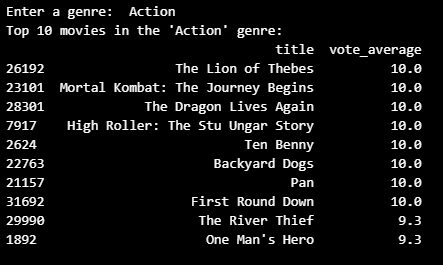 Enter a genre: Action
Top 10 movies in the 'Action' genre:
title vote_average
26192 The Lion of Thebes 10.0
23101 Mortal Kombat: The Journey Begins 10.0
28301 The Dragon Lives Again 10.0
7917 High Roller: The Stu Ungar Story 10.0
2624 Ten Benny 10.0
22763 Backyard Dogs 10.0
21157 Pan 10.0
31692 First Round Down 10.0
29990 The River Thief 9.3
1892 One Man's Hero 9.3